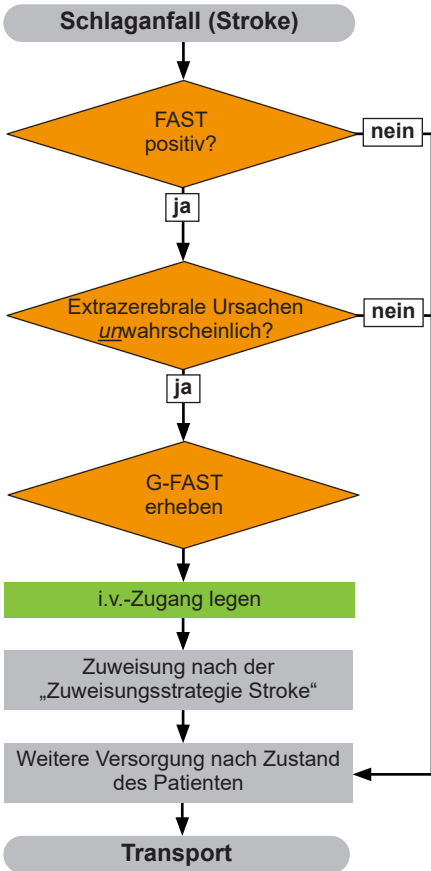 Schlaganfall (Stroke)
FAST
positiv?
nein
ja
Extrazerebrale Ursachen
unwahrscheinlich?
nein
ja
G-FAST
erheben
i.v.-Zugang legen
Zuweisung nach der
„Zuweisungsstrategie Stroke“
Weitere Versorgung nach Zustand
des Patienten
Transport